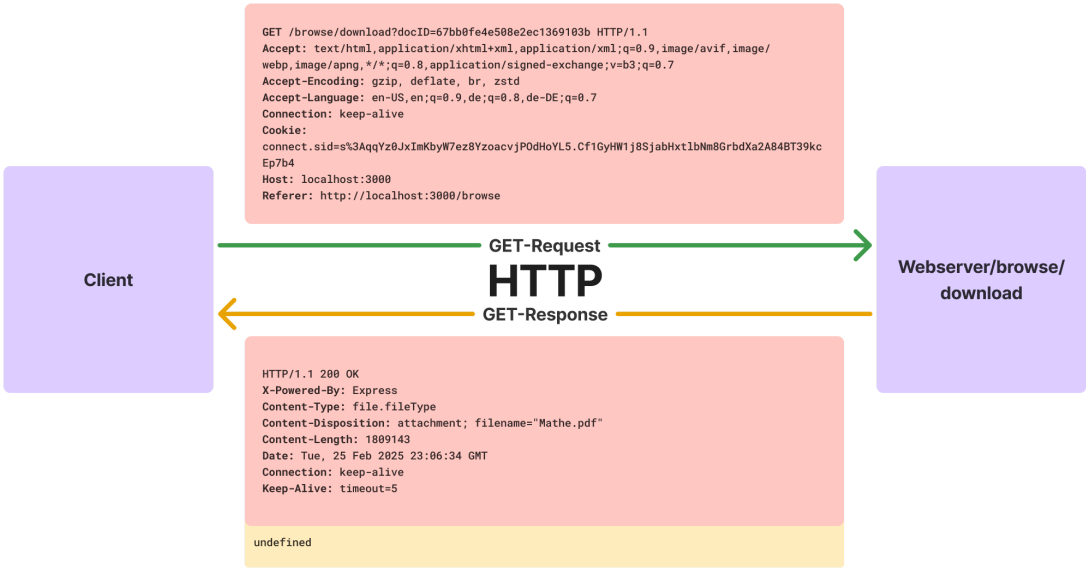 GET /browse/download?docID=67bb0fe4e508e2ec1369103b HTTP/1.1
Accept: text/html,application/xhtml+xml,application/xml;q=0.9,image/avif,image/
webp,image/apng,*/*;q=0.8,application/signed-exchange;v=b3;q=0.7
Accept-Encoding: gzip, deflate, br, zstd
Accept-Language: en-US,en;q=0.9,de;q=0.8,de-DE;q=0.7
Connection: keep-alive
Cookie:
connect.sid=s%3AqqYz0JxImKbyW7ez8YzoacvjPOdHoYL5.Cf1GyHW1j8SjabHxtlbNm8GrbdXa2A84BT39kc
Ep7b4
Host: localhost:3000
Referer: http://localhost:3000/browse
Client
GET-Request
HTTP
GET-Response
Webserver/browse/
download
HTTP/1.1 200 OK
X-Powered-By: Express
Content-Type: file.fileType
Content-Disposition: attachment; filename="Mathe.pdf"
Content-Length: 1809143
Date: Tue, 25 Feb 2025 23:06:34 GMT
Connection: keep-alive
Keep-Alive: timeout=5
undefined